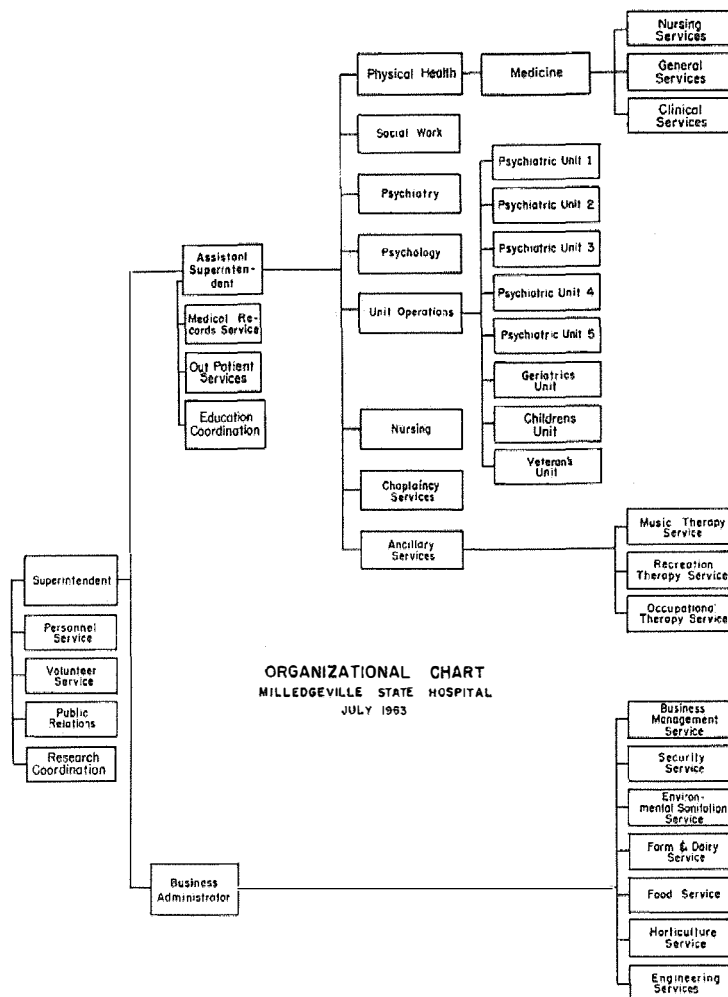 Nursing
Services
General
Services
Clinical
Services
Physical Health
Medicine
Social Work
Psychiatry
Psychology
Unit Operations
Nursing
Chaplaincy
Services
Ancillary
Services
Psychiatric Unit 1
Psychiatric Unit 2
Psychiatric Unit 3
Psychiatric Unit 4
Psychiatric Unit 5
Geriatrics
Unit
Childrens
Unit
Veteran's
Unit
Assistant
Superinten-
dent
Medical Re-
cords Service
Out Patient
Services
Education
Coordination
Music Therapy
Service
Recreation
Therapy Service
Occupational
Therapy Service
Superintendent
Personnel
Service
Volunteer
Service
Public
Relations
Research
Coordination
ORGANIZATIONAL CHART
MILLEDGEVILLE STATE HOSPITAL
JULY 1963
Business
Administrator
Business
Management
Service
Security
Service
Environ-
mental Sanitation
Service
Farm & Dairy
Service
Food Service
Horticulture
Service
Engineering
Services